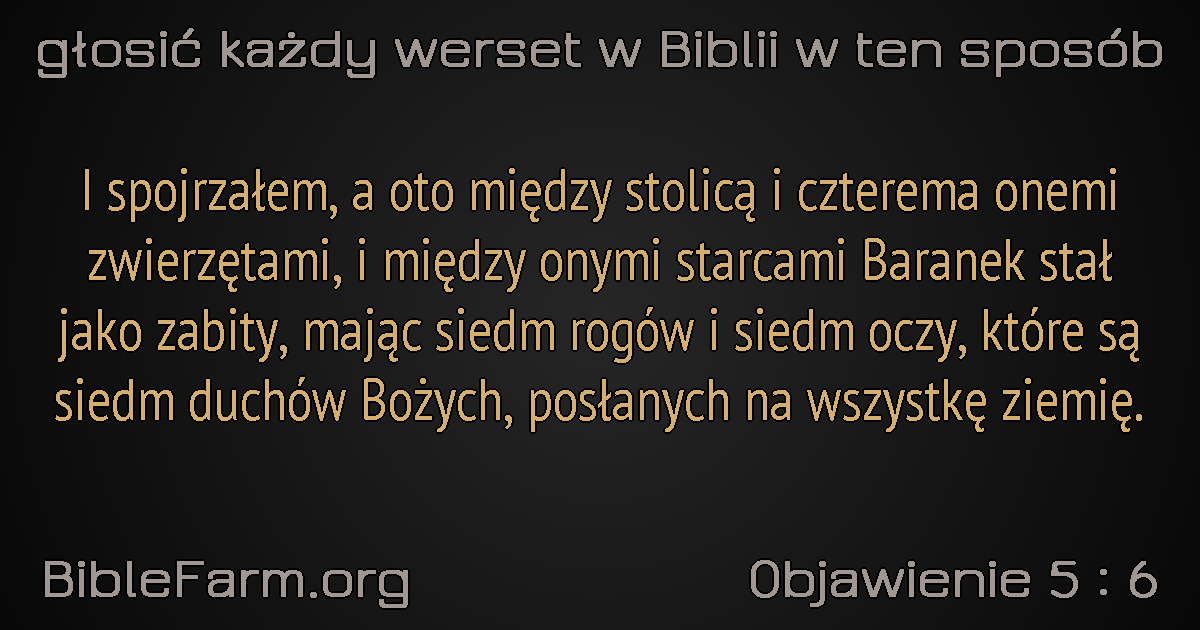 głosić każdy werset w Biblii w ten sposób
I spojrzałem, a oto między stolicą i czterema onemi
zwierzętami, i między onymi starcami Baranek stał
jako zabity, mając siedm rogów i siedm oczy, które są
siedm duchów Bożych, posłanych na wszystkę ziemię.
BibleFarm.org
Objawienie 5 : 6